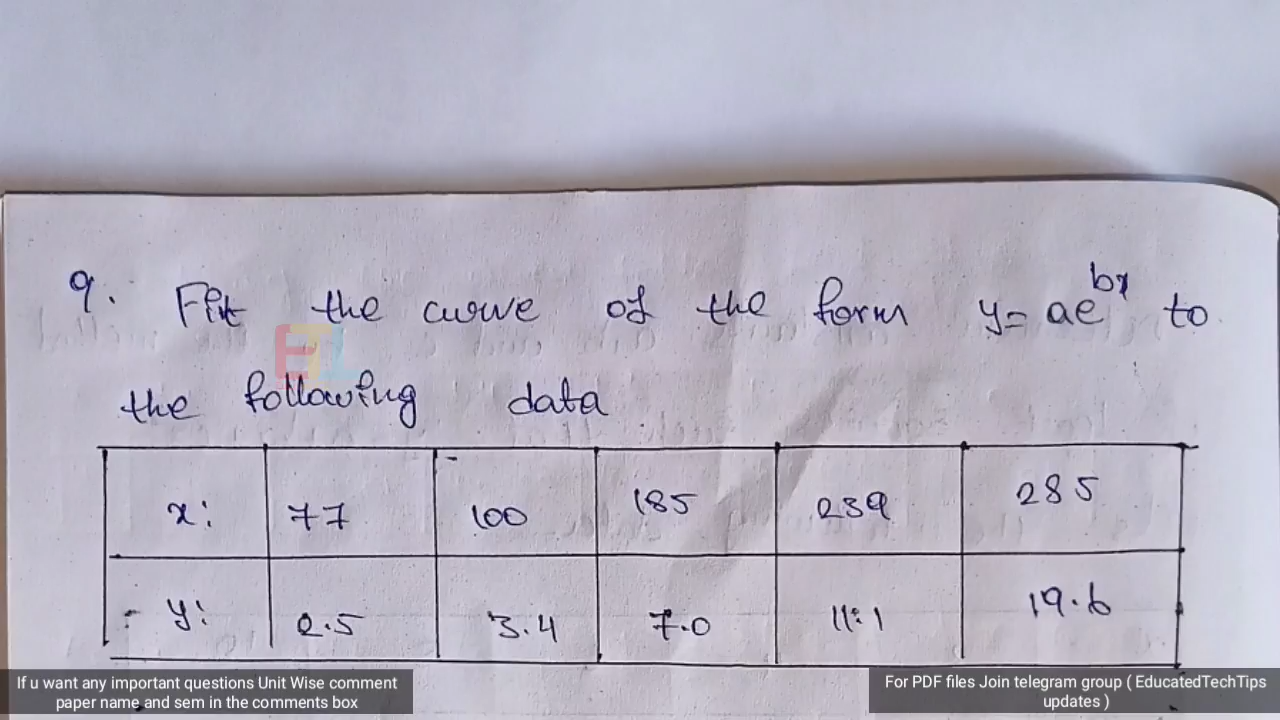 9. Fit the curve of the form y= ae^bx to
the following data
x: 77 100 185 239 285
y: 2.5 3.4 7.0 11.1 19.6
If u want any important questions Unit Wise comment
paper name and sem in the comments box
For PDF files Join telegram group ( EducatedTechTips
updates )